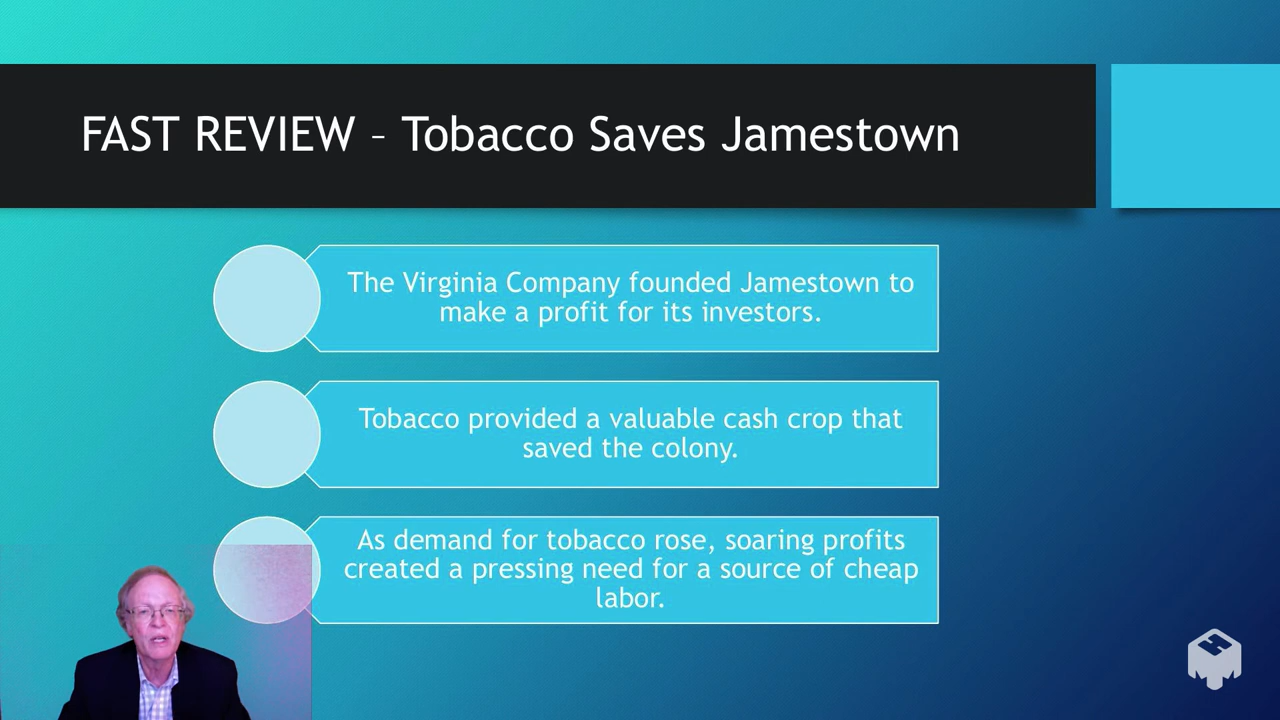 FAST REVIEW – Tobacco Saves Jamestown
The Virginia Company founded Jamestown to
make a profit for its investors.
Tobacco provided a valuable cash crop that
saved the colony.
As demand for tobacco rose, soaring profits
created a pressing need for a source of cheap
labor.